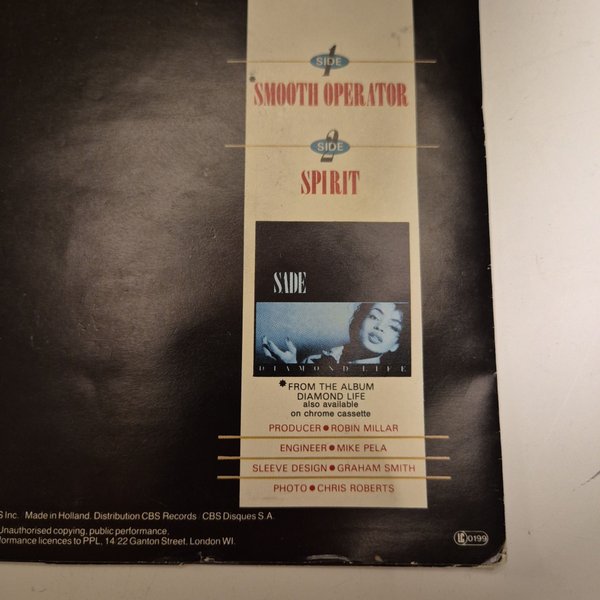 SIDE 1
*SMOOTH OPERATOR
SIDE 2
SPIRIT
SADE
DIAMOND LIFE
*FROM THE ALBUM
DIAMOND LIFE
also available
on chrome cassette
PRODUCER ● ROBIN MILLAR
ENGINEER ● MIKE PELA
SLEEVE DESIGN ● GRAHAM SMITH
PHOTO ● CHRIS ROBERTS
S Inc. Made in Holland. Distribution CBS Records / CBS Disques S.A.
Unauthorised copying, public performance,
formance licences to PPL, 14-22 Ganton Street, London W1.
LC 0199